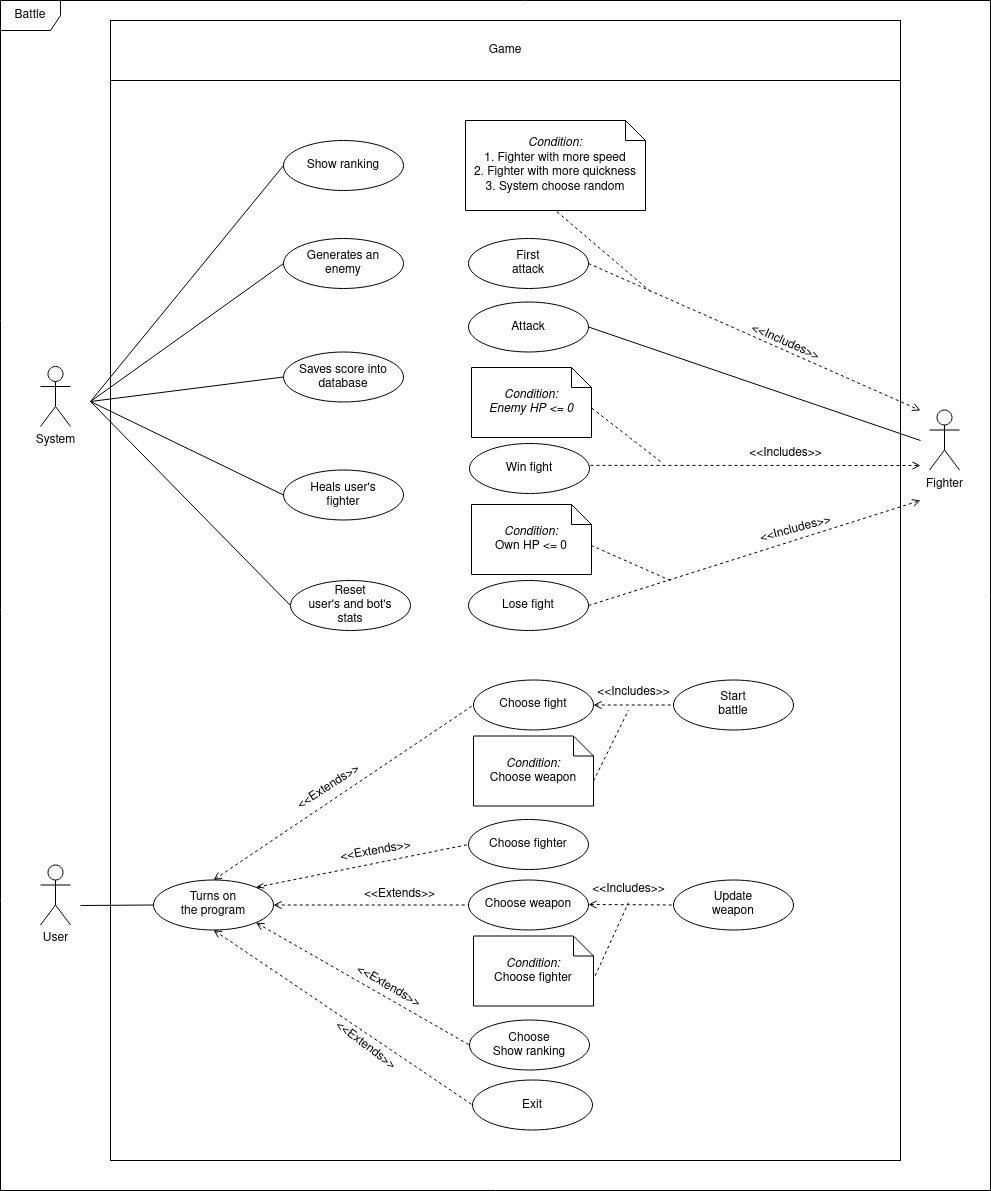 Battle
Game
Show ranking
Condition:
1. Fighter with more speed
2. Fighter with more quickness
3. System choose random
Generates an
enemy
First
attack
<<Includes>>
Attack
System
Saves score into
database
Condition:
Enemy HP <= 0
Win fight
<<Includes>>
Fighter
Heals user's
fighter
Condition:
Own HP <= 0
<<Includes>>
Reset
user's and bot's
stats
Lose fight
Choose fight
<<Includes>>
Start
battle
<<Extends>>
Condition:
Choose weapon
<<Extends>>
Choose fighter
User
Turns on
the program
<<Extends>>
Choose weapon
<<Includes>>
Update
weapon
Condition:
Choose fighter
<<Extends>>
Choose
Show ranking
<<Extends>>
Exit